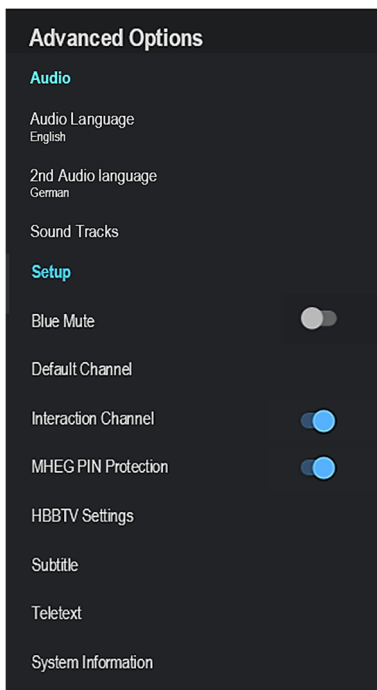 Advanced Options
Audio
Audio Language
English
2nd Audio language
German
Sound Tracks
Setup
Blue Mute
Default Channel
Interaction Channel
MHEG PIN Protection
HBBTV Settings
Subtitle
Teletext
System Information